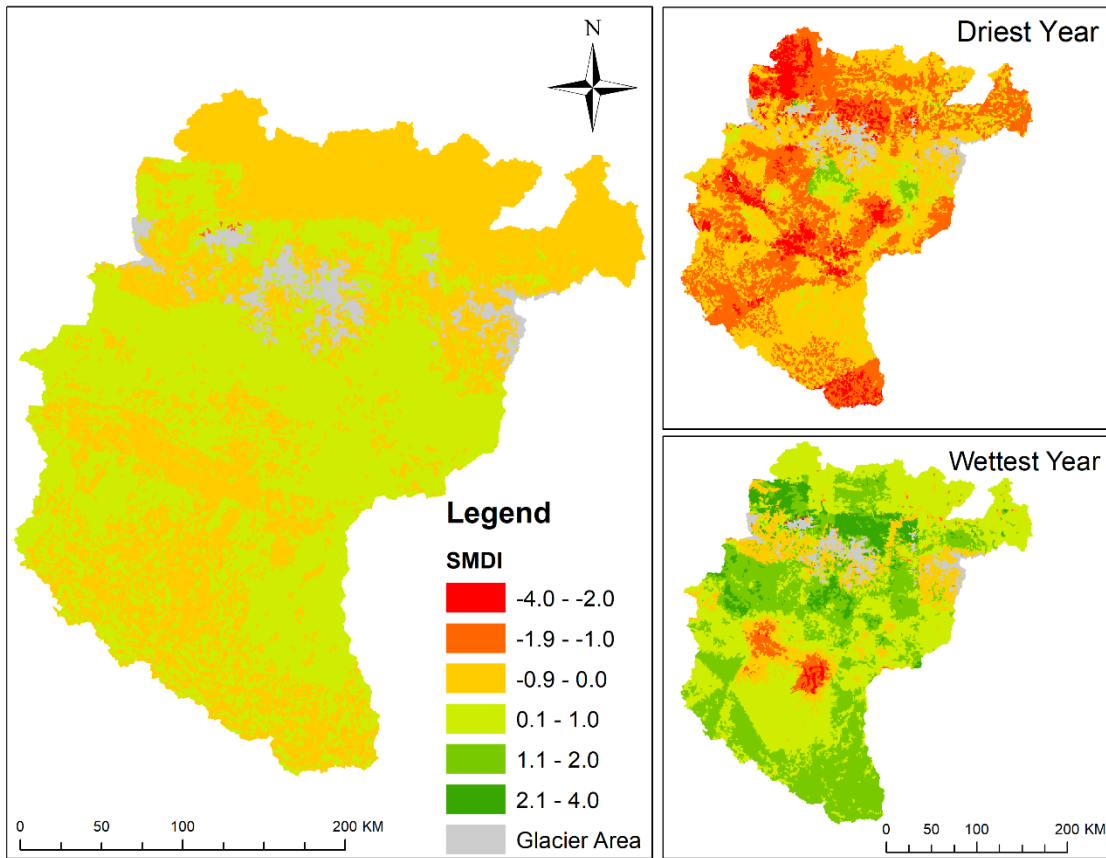 N
Legend
SMDI
-4.0 - -2.0
-1.9 - -1.0
-0.9 - 0.0
0.1 - 1.0
1.1 - 2.0
2.1 - 4.0
Glacier Area
0 50 100 200 KM
Driest Year
Wettest Year
0 50 100 200 KM